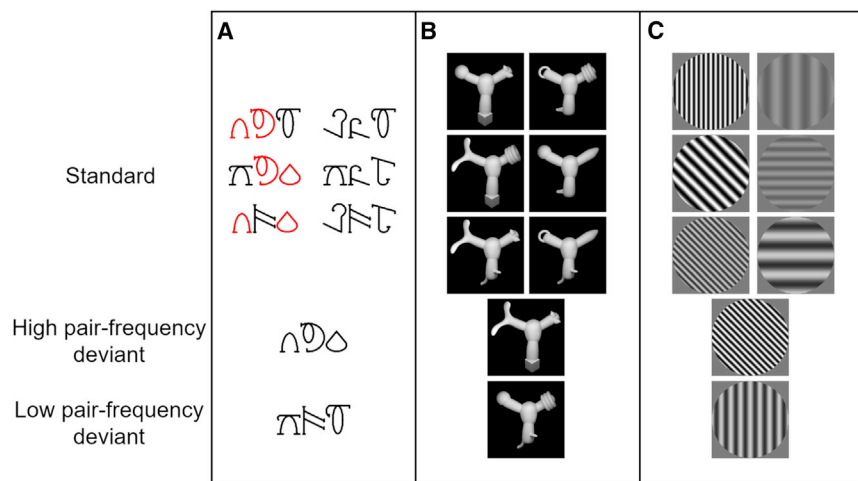 A
B
C
Standard
High pair-frequency
deviant
Low pair-frequency
deviant